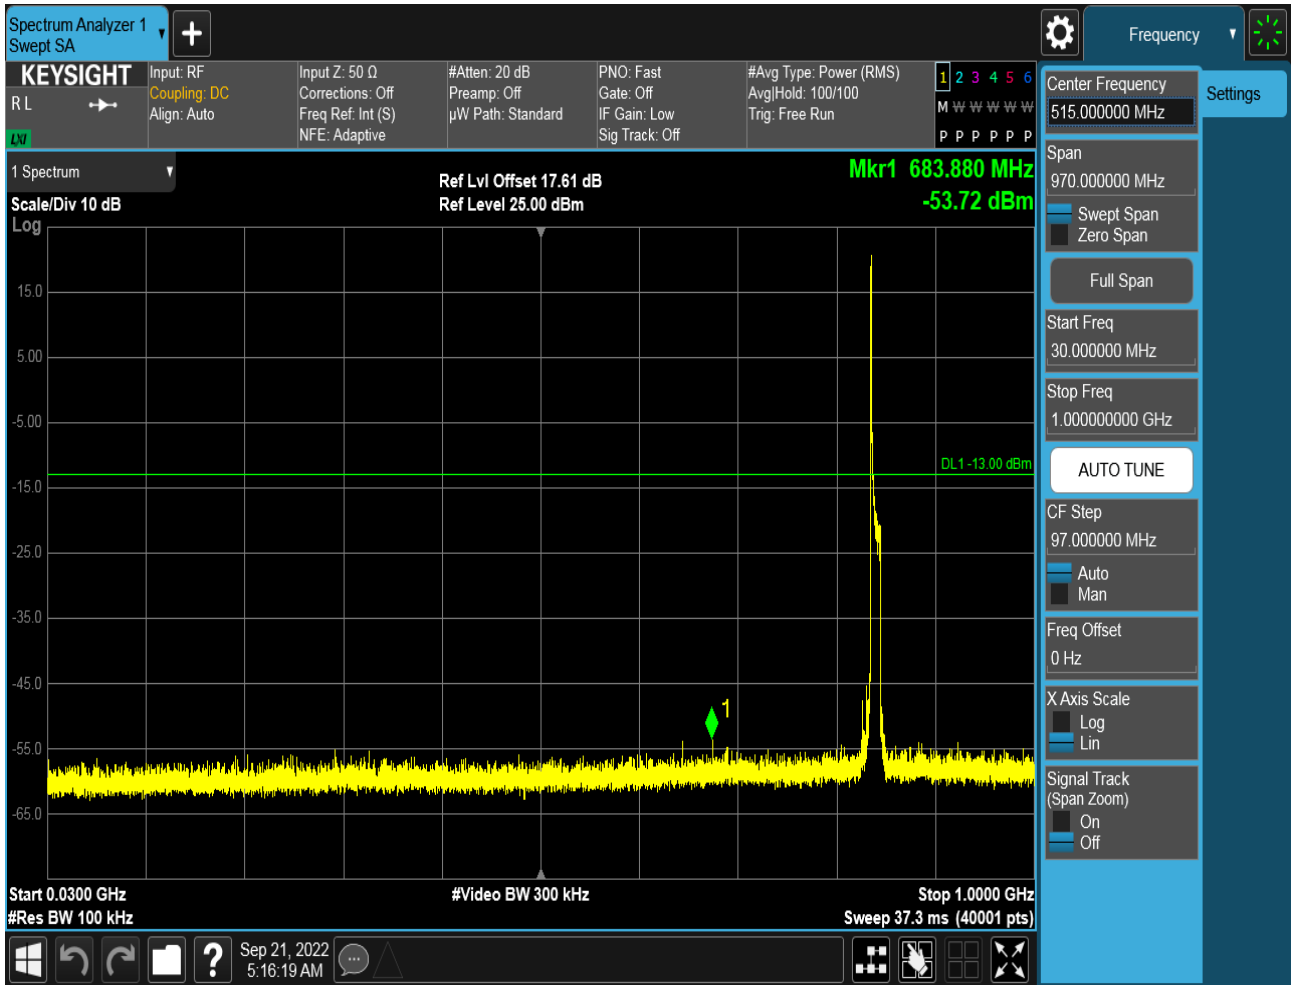 Spectrum Analyzer 1
Swept SA
Frequency
KEYSIGHT
R L
LXI
Input: RF
Coupling: DC
Align: Auto
Input Z: 50 Ω
Corrections: Off
Freq Ref: Int (S)
NFE: Adaptive
#Atten: 20 dB
Preamp: Off
µW Path: Standard
PNO: Fast
Gate: Off
IF Gain: Low
Sig Track: Off
#Avg Type: Power (RMS)
Avg|Hold: 100/100
Trig: Free Run
1 2 3 4 5 6
M W W W W W
P P P P P P
1 Spectrum
Scale/Div 10 dB
Log
Ref Lvl Offset 17.61 dB
Ref Level 25.00 dBm
Mkr1 683.880 MHz
-53.72 dBm
15.0
5.00
-5.00
-15.0
-25.0
-35.0
-45.0
-55.0
-65.0
DL1 -13.00 dBm
1
Start 0.0300 GHz
#Video BW 300 kHz
Stop 1.0000 GHz
#Res BW 100 kHz
Sweep 37.3 ms (40001 pts)
Sep 21, 2022
5:16:19 AM
Center Frequency
515.000000 MHz
Settings
Span
970.000000 MHz
Swept Span
Zero Span
Full Span
Start Freq
30.000000 MHz
Stop Freq
1.000000000 GHz
AUTO TUNE
CF Step
97.000000 MHz
Auto
Man
Freq Offset
0 Hz
X Axis Scale
Log
Lin
Signal Track
(Span Zoom)
On
Off